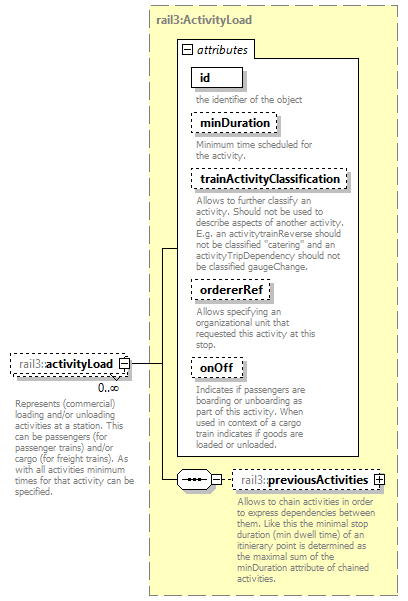 rail3:ActivityLoad
attributes
id
the identifier of the object
minDuration
Minimum time scheduled for
the activity.
trainActivityClassification
Allows to further classify an
activity. Should not be used to
describe aspects of another activity.
E.g. an activitytrainReverse should
not be classified "catering" and an
activityTripDependency should not
be classified gaugeChange.
ordererRef
Allows specifying an
organizational unit that
requested this activity at this
stop.
onOff
Indicates if passengers are
boarding or unboarding as
part of this activity. When
used in context of a cargo
train indicates if goods are
loaded or unloaded.
rail3:activityLoad
0..∞
Represents (commercial)
loading and/or unloading
activities at a station. This
can be passengers (for
passenger trains) and/or
cargo (for freight trains). As
with all activities minimum
times for that activity can be
specified.
rail3:previousActivities
Allows to chain activities in order
to express dependencies between
them. Like this the minimal stop
duration (min dwell time) of an
itinierary point is determined as
the maximal sum of the
minDuration attribute of chained
activities.